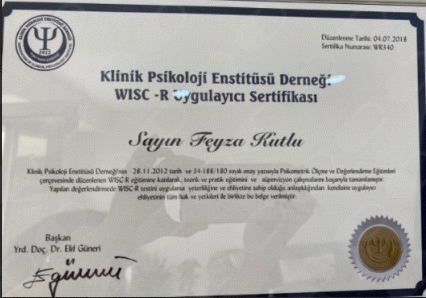 Düzenlenme Tarihi: 04.07.2018
Sertifika Numarası: WR340
Klinik Psikoloji Enstitüsü Derneği
WISC -R Uygulayıcı Sertifikası
Sayın Feyza Kutlu
Klinik Psikoloji Enstitüsü Derneği'nin 28.11.2012 tarih ve 34-188/180 sayılı onay yazısıyla Psikometrik Ölçme ve Değerlendirme Eğitimleri
çerçevesinde düzenlenen WISC-R eğitimine katılarak, teorik ve pratik eğitimini ve süpervizyon çalışmalarını başarıyla tamamlamıştır.
Yapılan değerlendirmede WISC-R testini uygulama yeterliliğine ve ehliyetine sahip olduğu anlaşıldığından kendisine uygulayıcı
ehliyetinin tüm hak ve yetkileri ile birlikte bu belge verilmiştir.
Başkan
Yrd. Doç. Dr. Elif Güneri